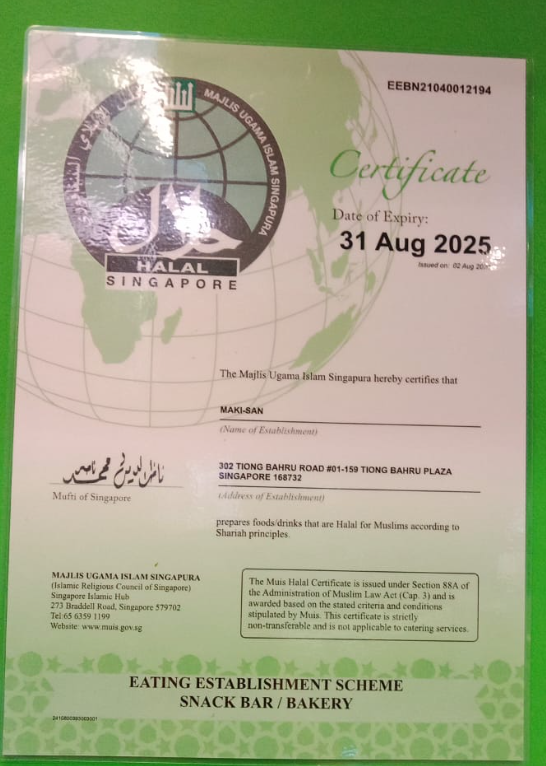 EEBN21040012194
MAJLIS UGAMA ISLAM SINGAPURA
حلال
HALAL
SINGAPORE
Certificate
Date of Expiry:
31 Aug 2025
Issued on: 02 Aug
The Majlis Ugama Islam Singapura hereby certifies that
MAKI-SAN
(Name of Establishment)
302 TIONG BAHRU ROAD #01-159 TIONG BAHRU PLAZA
SINGAPORE 168732
(Address of Establishment)
Mufti of Singapore
prepares foods/drinks that are Halal for Muslims according to
Shariah principles.
MAJLIS UGAMA ISLAM SINGAPURA
(Islamic Religious Council of Singapore)
Singapore Islamic Hub
273 Braddell Road, Singapore 579702
Tel:65 6359 1199
Website: www.muis.gov.sg
The Muis Halal Certificate is issued under Section 88A of
the Administration of Muslim Law Act (Cap. 3) and is
awarded based on the stated criteria and conditions
stipulated by Muis. This certificate is strictly
non-transferable and is not applicable to catering services.
EATING ESTABLISHMENT SCHEME
SNACK BAR / BAKERY